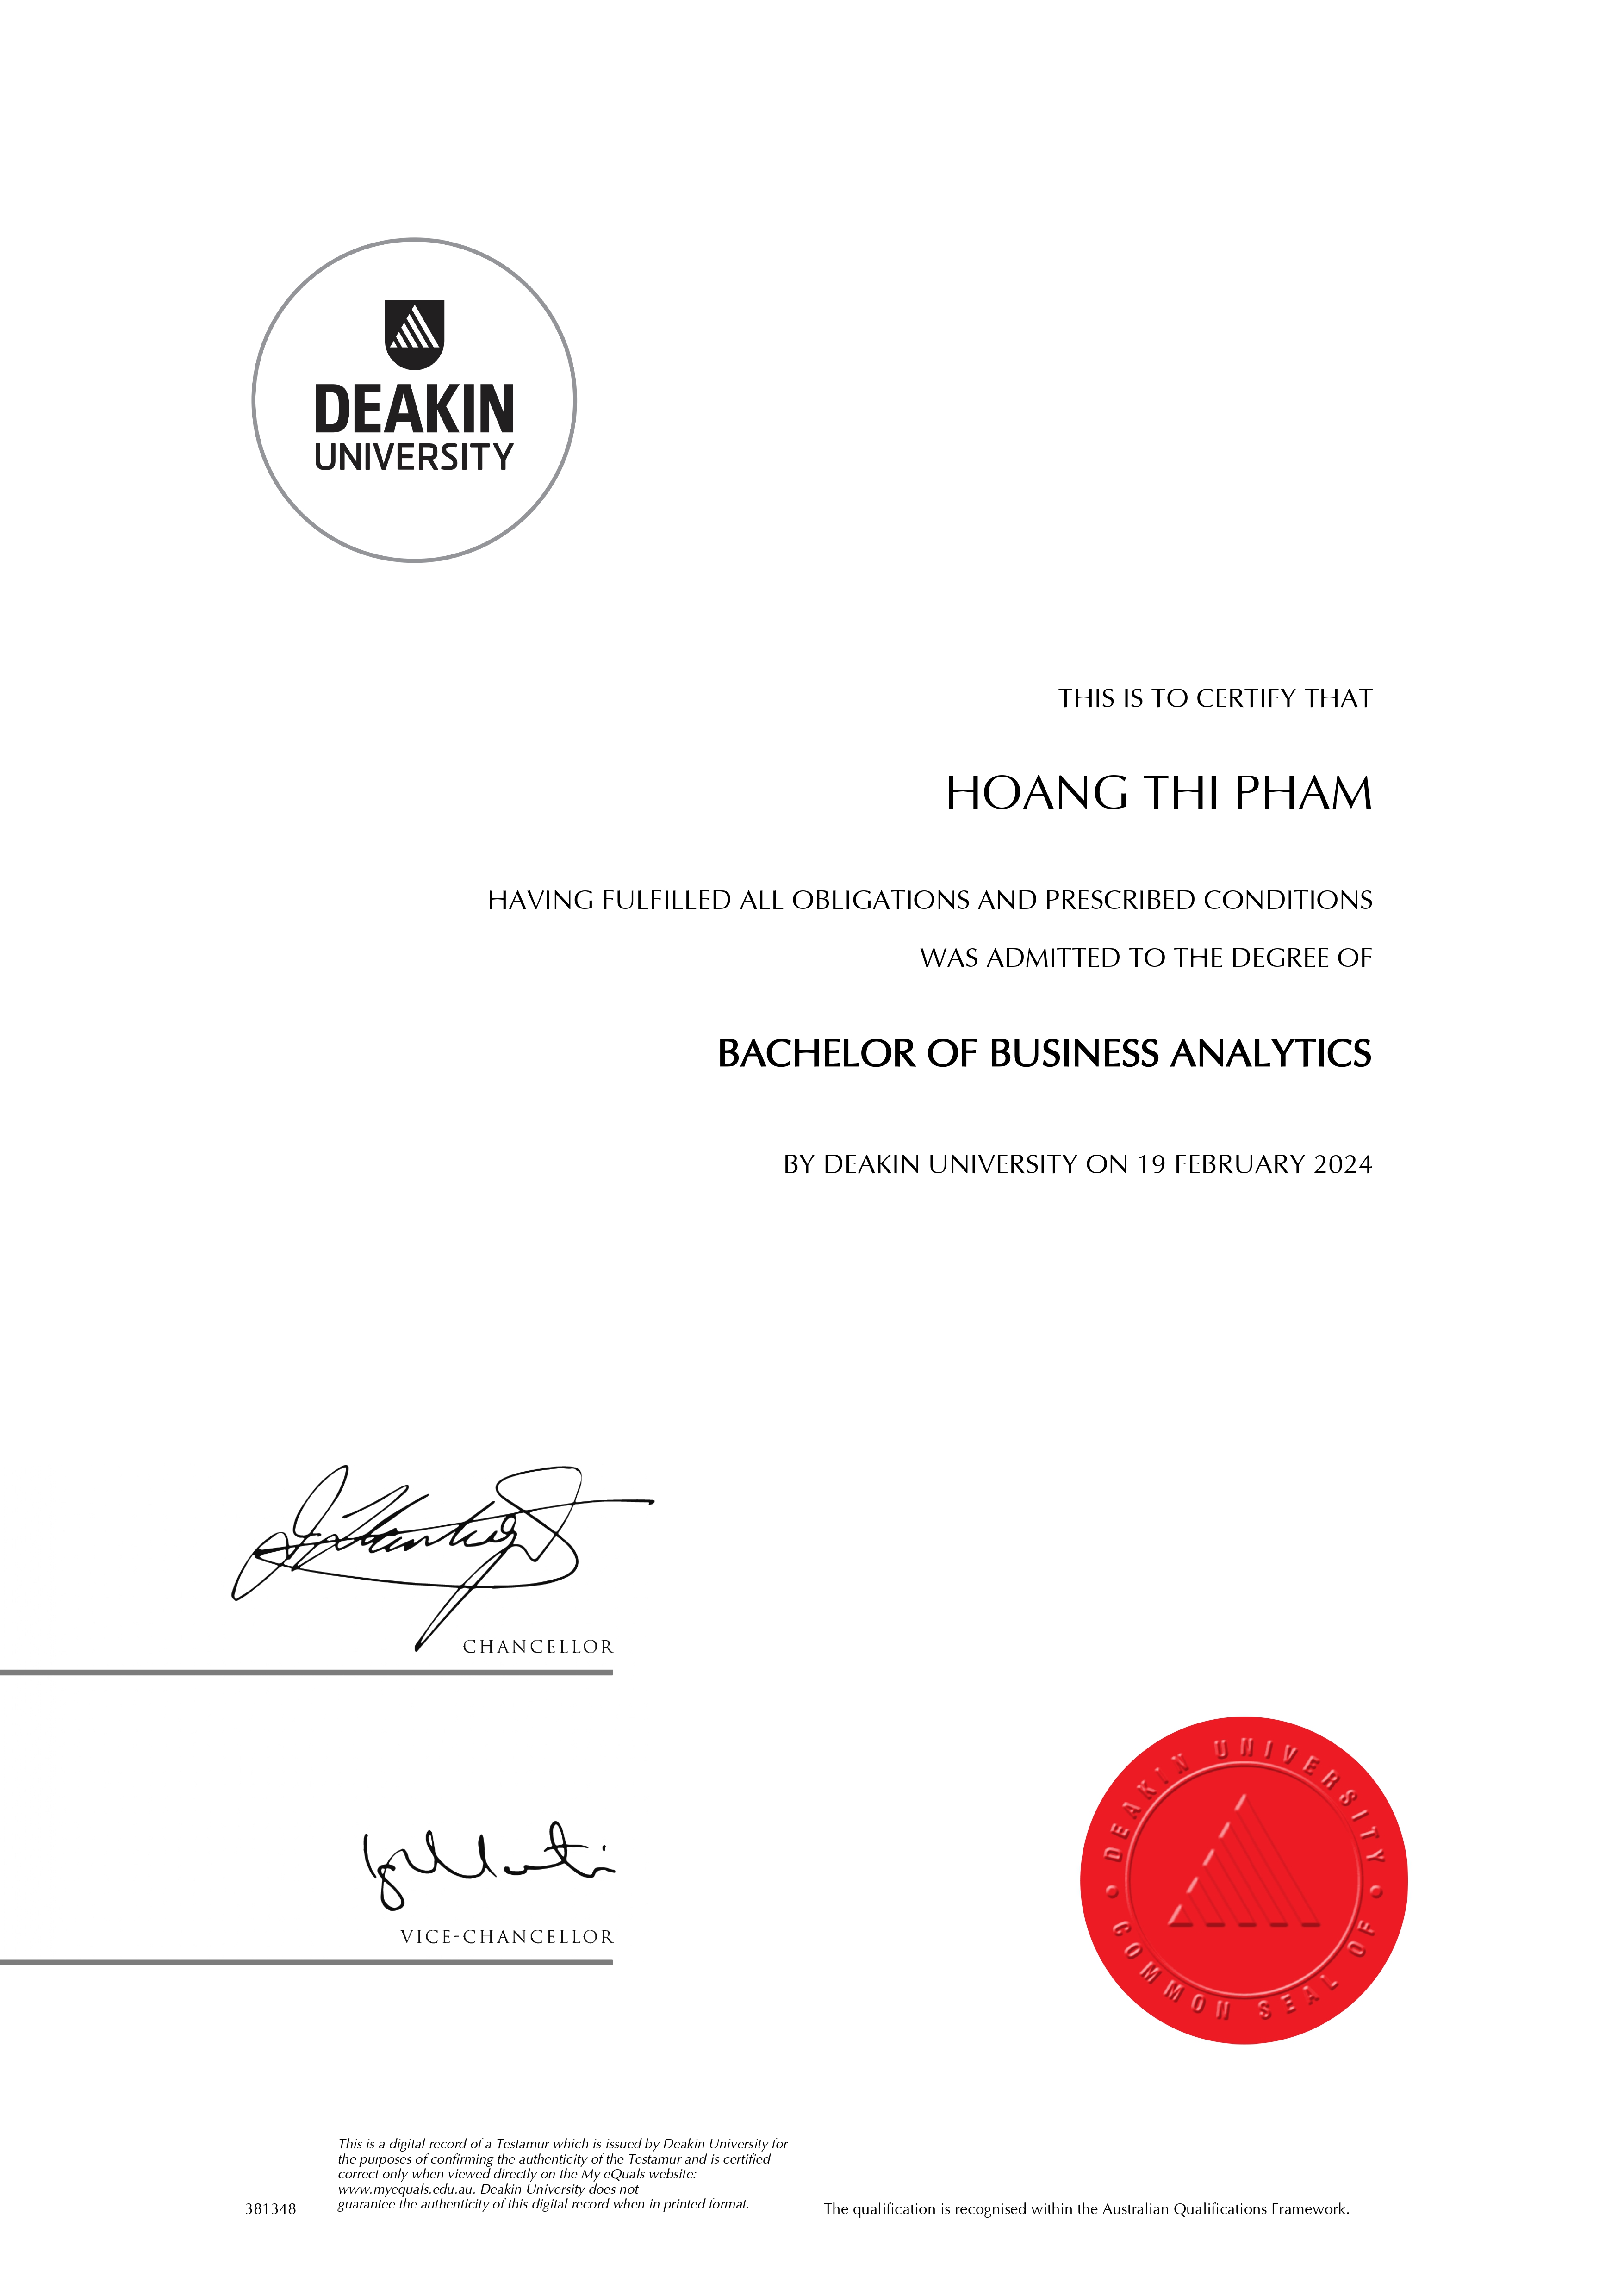 DEAKIN
UNIVERSITY
THIS IS TO CERTIFY THAT
HOANG THI PHAM
HAVING FULFILLED ALL OBLIGATIONS AND PRESCRIBED CONDITIONS
WAS ADMITTED TO THE DEGREE OF
BACHELOR OF BUSINESS ANALYTICS
BY DEAKIN UNIVERSITY ON 19 FEBRUARY 2024
CHANCELLOR
VICE-CHANCELLOR
DEAKIN UNIVERSITY
COMMON SEAL OF
This is a digital record of a Testamur which is issued by Deakin University for
the purposes of confirming the authenticity of the Testamur and is certified
correct only when viewed directly on the My eQuals website:
www.myequals.edu.au. Deakin University does not
guarantee the authenticity of this digital record when in printed format.
381348
The qualification is recognised within the Australian Qualifications Framework.